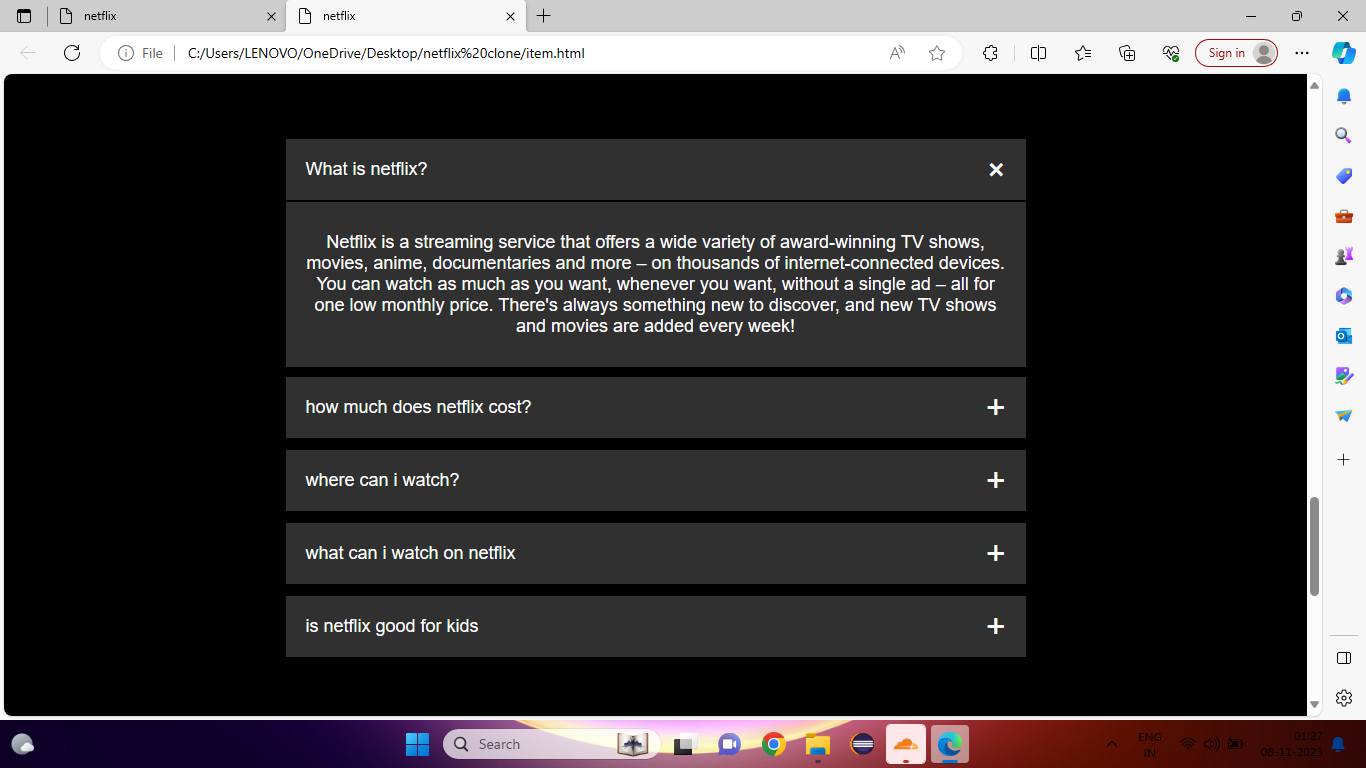 netflix
netflix
File
C:/Users/LENOVO/OneDrive/Desktop/netflix%20clone/item.html
Sign in
What is netflix?
Netflix is a streaming service that offers a wide variety of award-winning TV shows,
movies, anime, documentaries and more – on thousands of internet-connected devices.
You can watch as much as you want, whenever you want, without a single ad – all for
one low monthly price. There's always something new to discover, and new TV shows
and movies are added every week!
how much does netflix cost?
where can i watch?
what can i watch on netflix
is netflix good for kids
Search
ENG
IN
01:27
08-11-2023